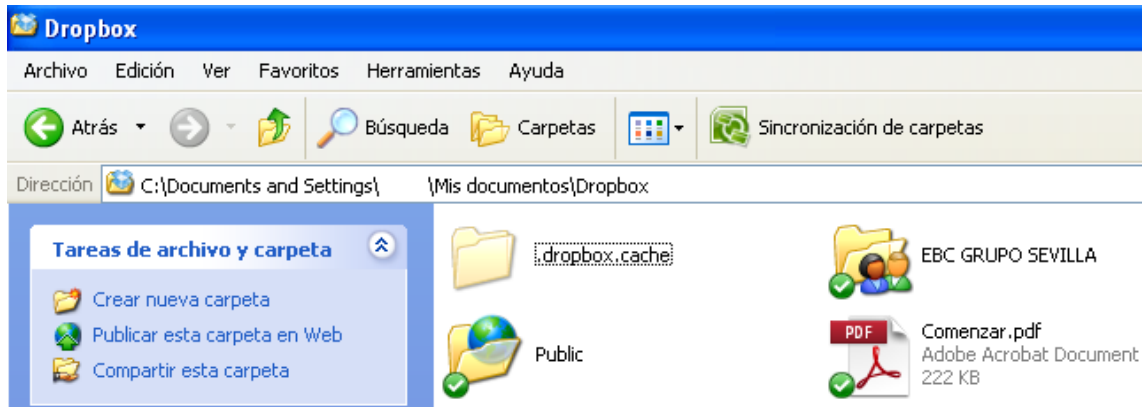 Dropbox
Archivo Edición Ver Favoritos Herramientas Ayuda
Atrás Búsqueda Carpetas Sincronización de carpetas
Dirección C:\Documents and Settings\ \Mis documentos\Dropbox
Tareas de archivo y carpeta
Crear nueva carpeta
Publicar esta carpeta en Web
Compartir esta carpeta
.dropbox.cache
EBC GRUPO SEVILLA
Public
PDF
Comenzar.pdf
Adobe Acrobat Document
222 KB